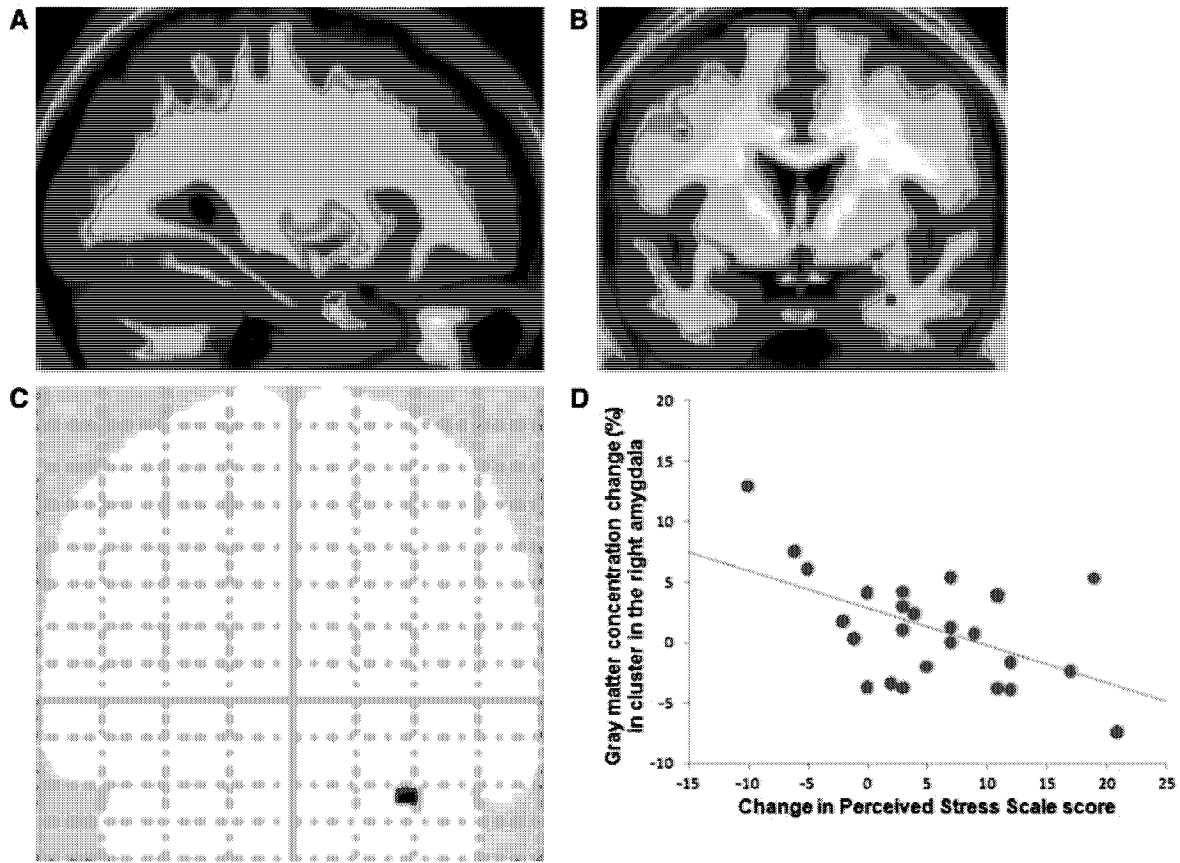 A
B
C
D
Gray matter concentration change (%)
in cluster in the right amygdala
20
15
10
5
0
-5
-10
-15
-10
-5
0
5
10
15
20
25
Change in Perceived Stress Scale score